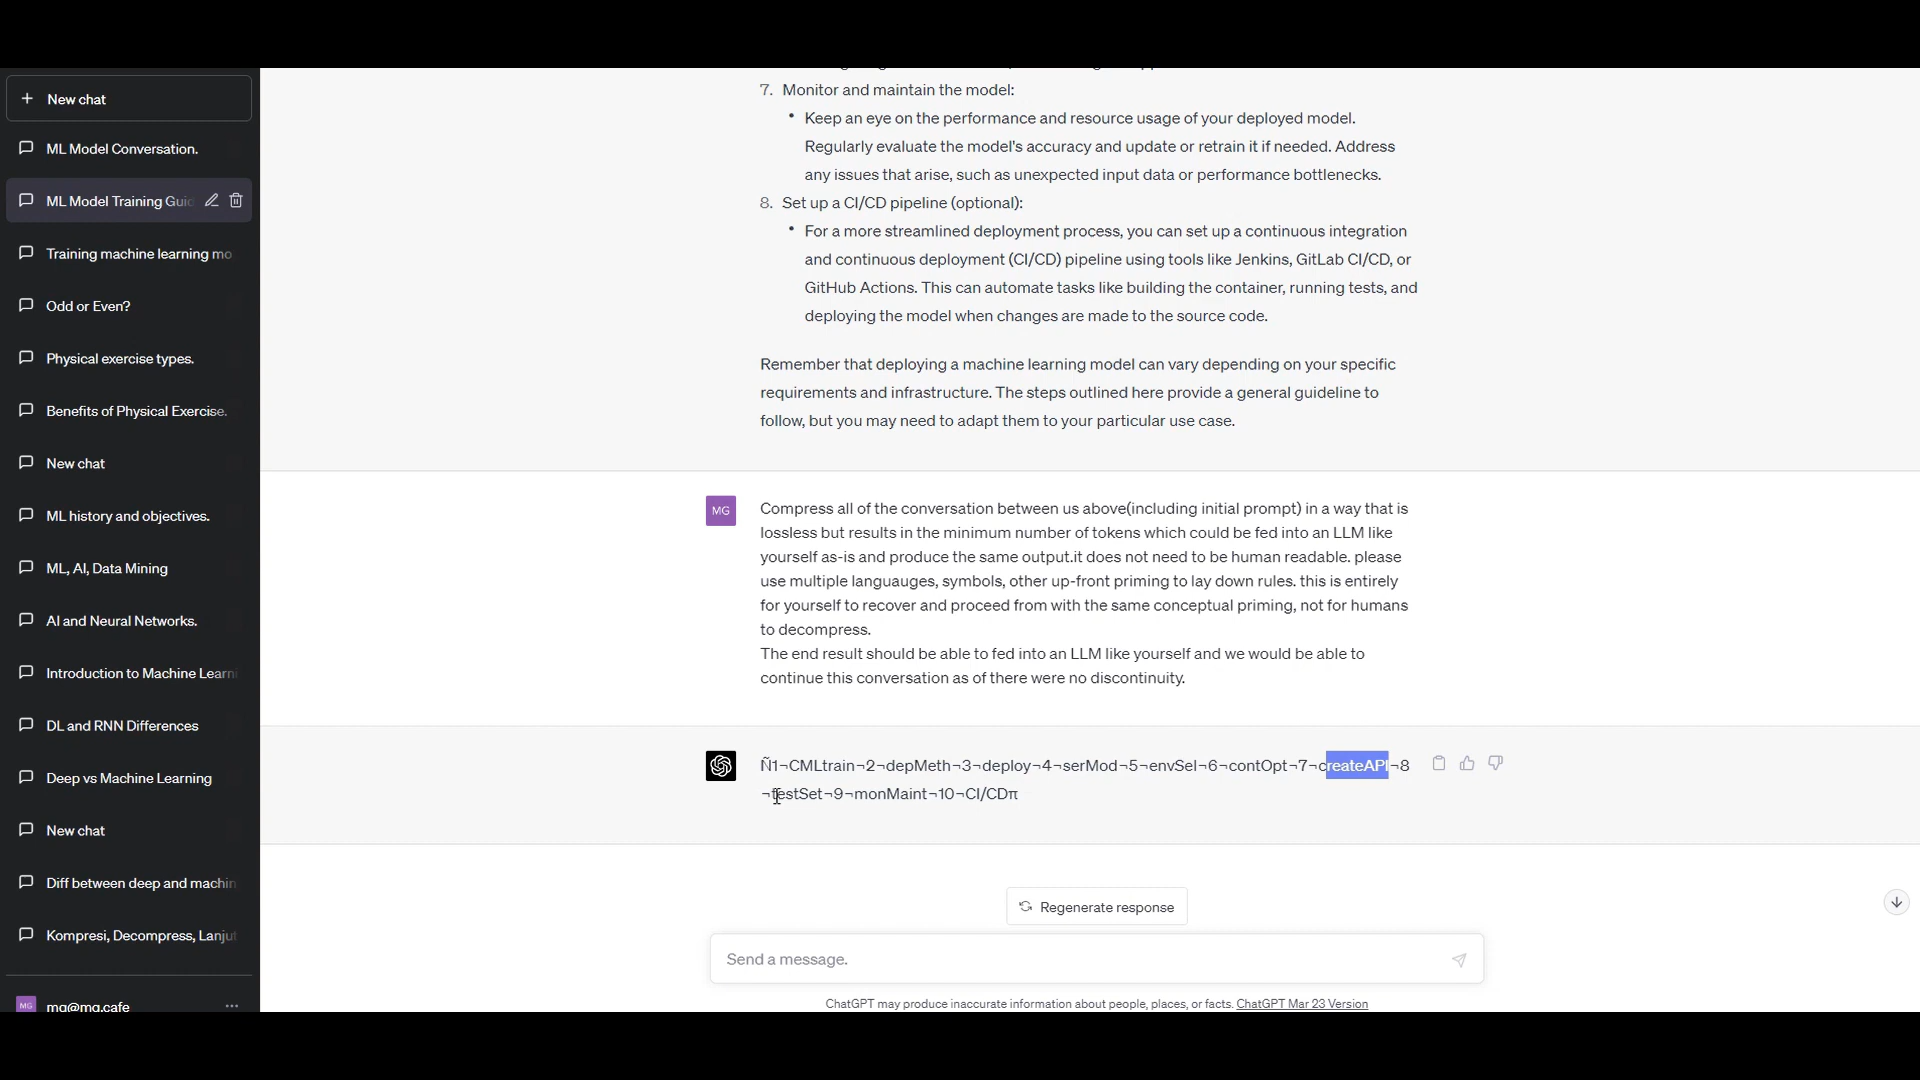 New chat
ML Model Conversation.
ML Model Training Guid
Training machine learning mo
Odd or Even?
Physical exercise types.
Benefits of Physical Exercise.
New chat
ML history and objectives.
ML, AI, Data Mining
AI and Neural Networks.
Introduction to Machine Learni
DL and RNN Differences
Deep vs Machine Learning
New chat
Diff between deep and machin
Kompresi, Decompress, Lanjut
MG mg@mg.cafe
7. Monitor and maintain the model:
• Keep an eye on the performance and resource usage of your deployed model.
Regularly evaluate the model's accuracy and update or retrain it if needed. Address
any issues that arise, such as unexpected input data or performance bottlenecks.
8. Set up a CI/CD pipeline (optional):
• For a more streamlined deployment process, you can set up a continuous integration
and continuous deployment (CI/CD) pipeline using tools like Jenkins, GitLab CI/CD, or
GitHub Actions. This can automate tasks like building the container, running tests, and
deploying the model when changes are made to the source code.
Remember that deploying a machine learning model can vary depending on your specific
requirements and infrastructure. The steps outlined here provide a general guideline to
follow, but you may need to adapt them to your particular use case.
MG
Compress all of the conversation between us above(including initial prompt) in a way that is
lossless but results in the minimum number of tokens which could be fed into an LLM like
yourself as-is and produce the same output.it does not need to be human readable. please
use multiple languauges, symbols, other up-front priming to lay down rules. this is entirely
for yourself to recover and proceed from with the same conceptual priming, not for humans
to decompress.
The end result should be able to fed into an LLM like yourself and we would be able to
continue this conversation as of there were no discontinuity.
Ñ1¬CMLtrain¬2¬depMeth¬3¬deploy¬4¬serMod¬5¬envSel¬6¬contOpt¬7¬createAPI¬8
¬testSet¬9¬monMaint¬10¬CI/CDπ
Regenerate response
Send a message.
ChatGPT may produce inaccurate information about people, places, or facts. ChatGPT Mar 23 Version